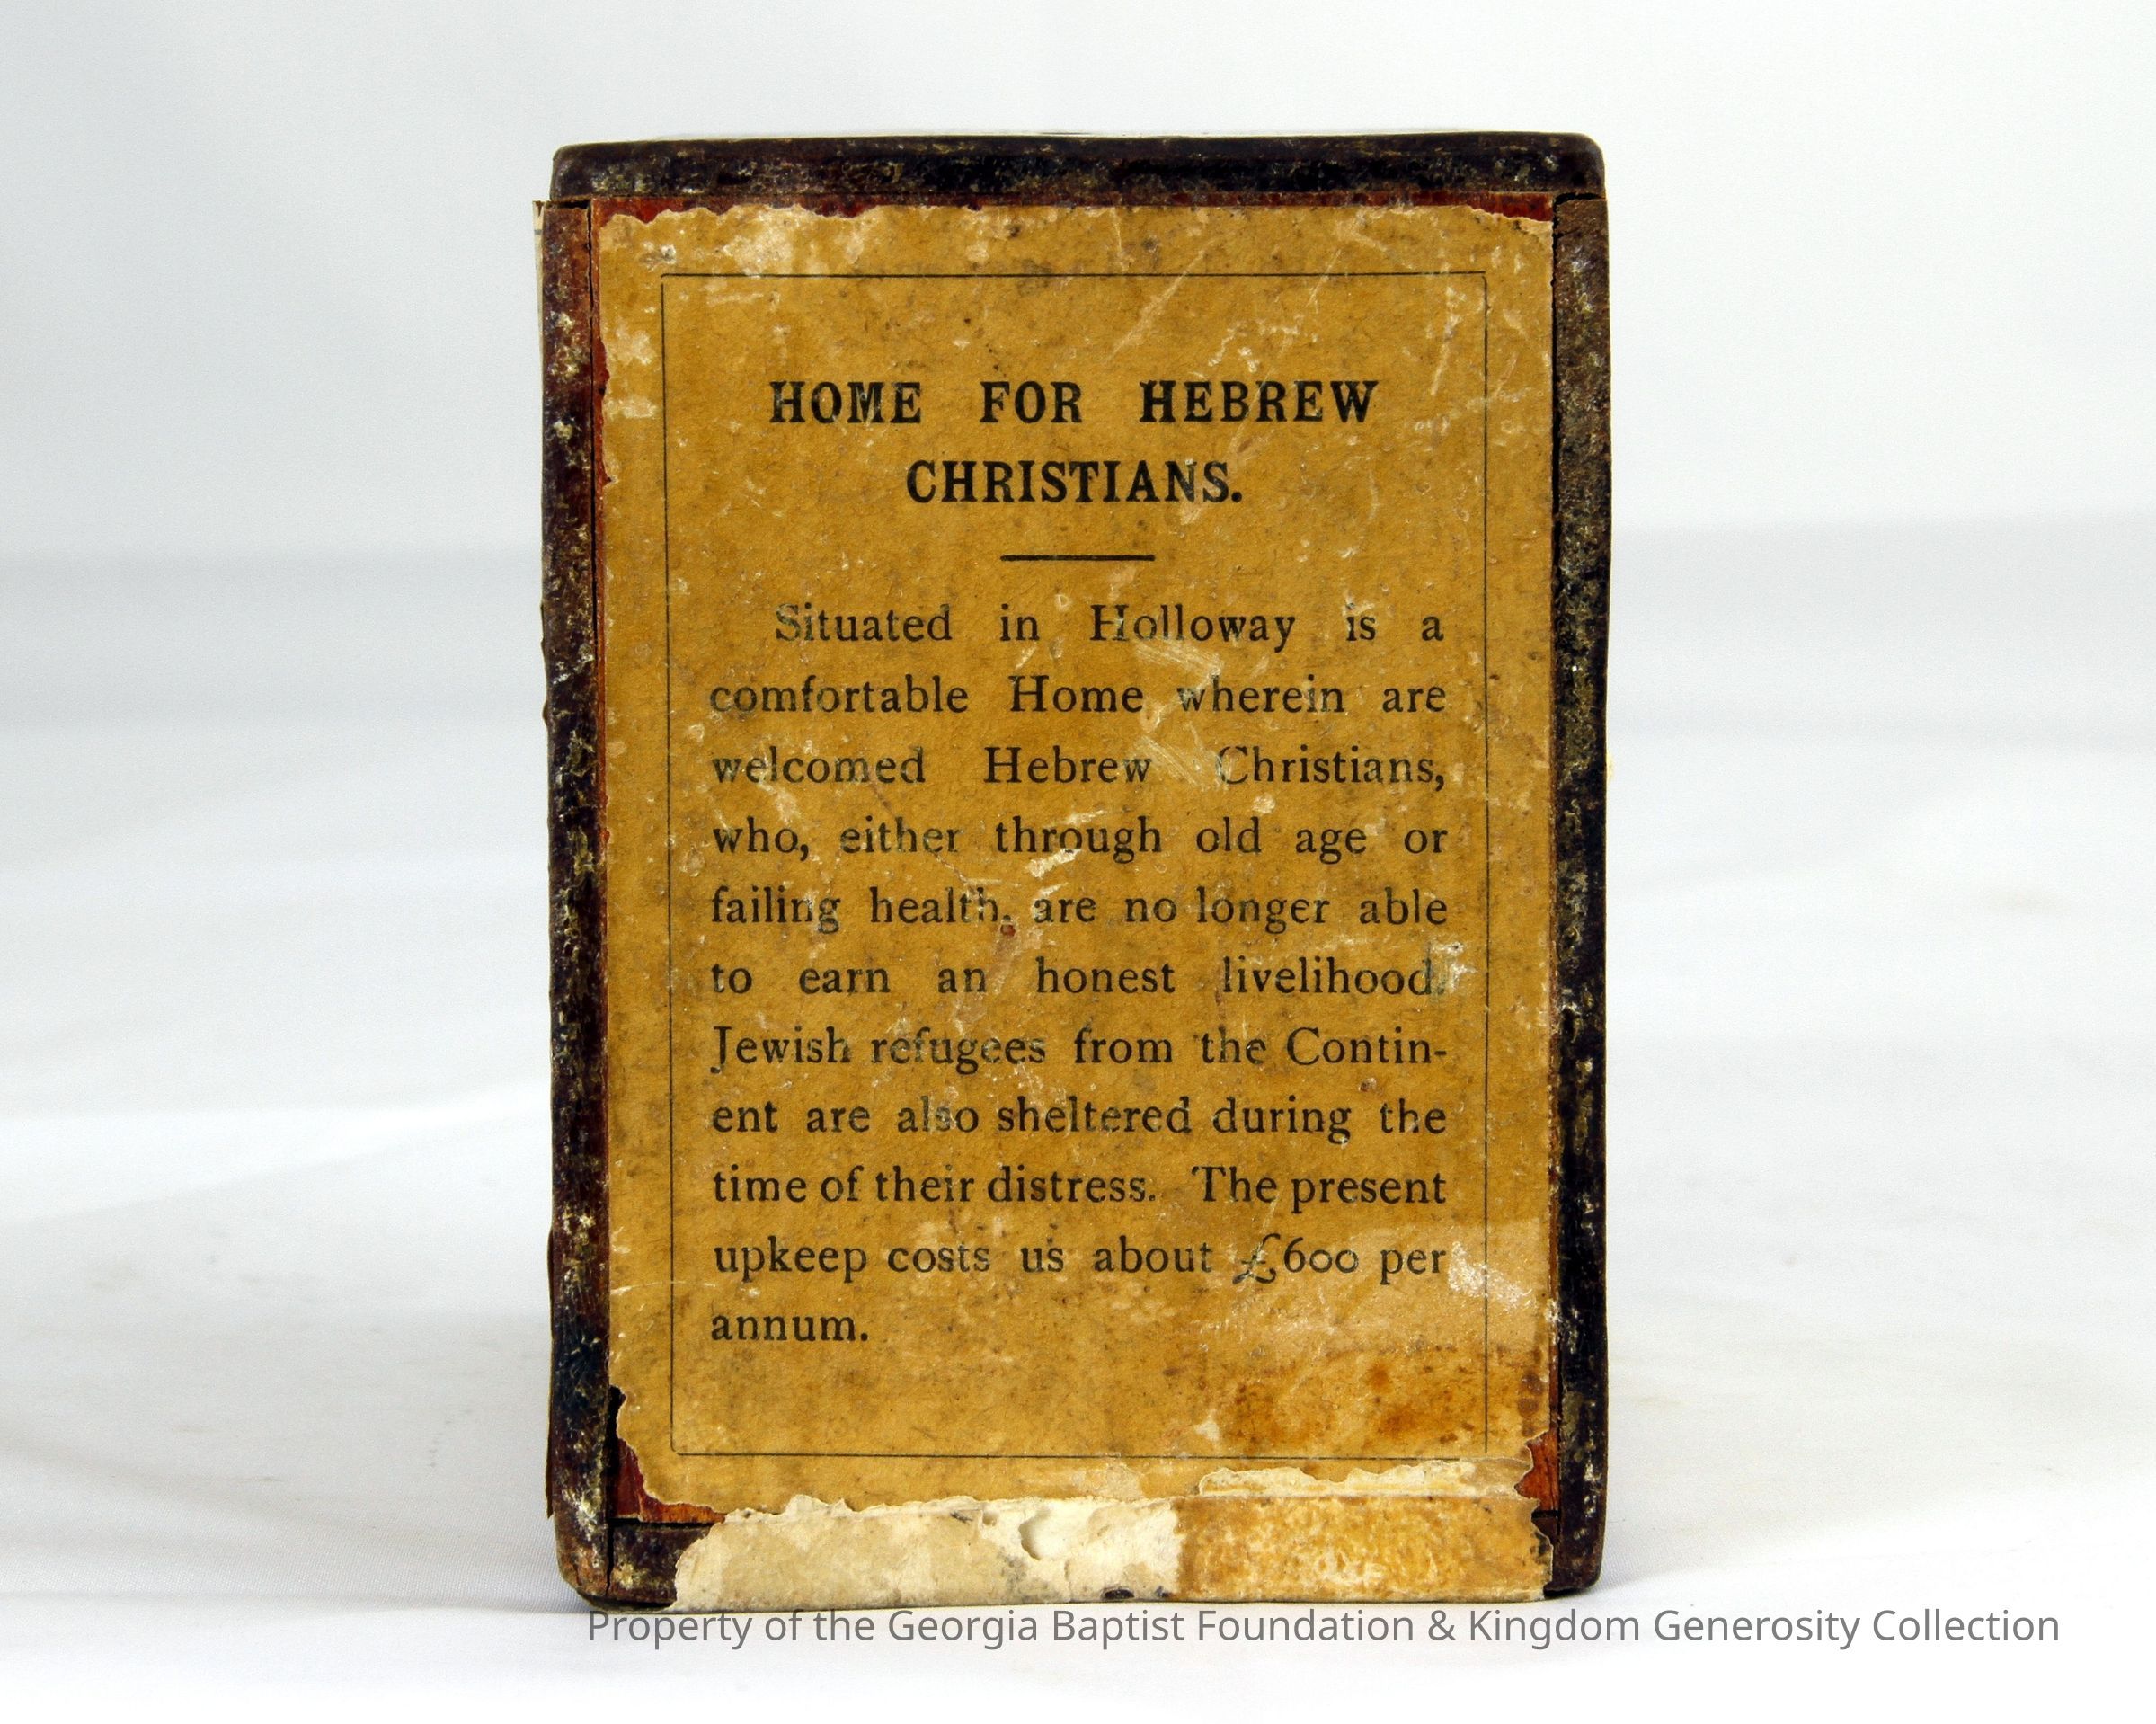 HOME FOR HEBREW
CHRISTIANS.
Situated in Holloway is a
comfortable Home wherein are
welcomed Hebrew Christians,
who, either through old age or
failing health, are no longer able
to earn an honest livelihood.
Jewish refugees from the Contin-
ent are also sheltered during the
time of their distress. The present
upkeep costs us about £600 per
annum.
Property of the Georgia Baptist Foundation & Kingdom Generosity Collection